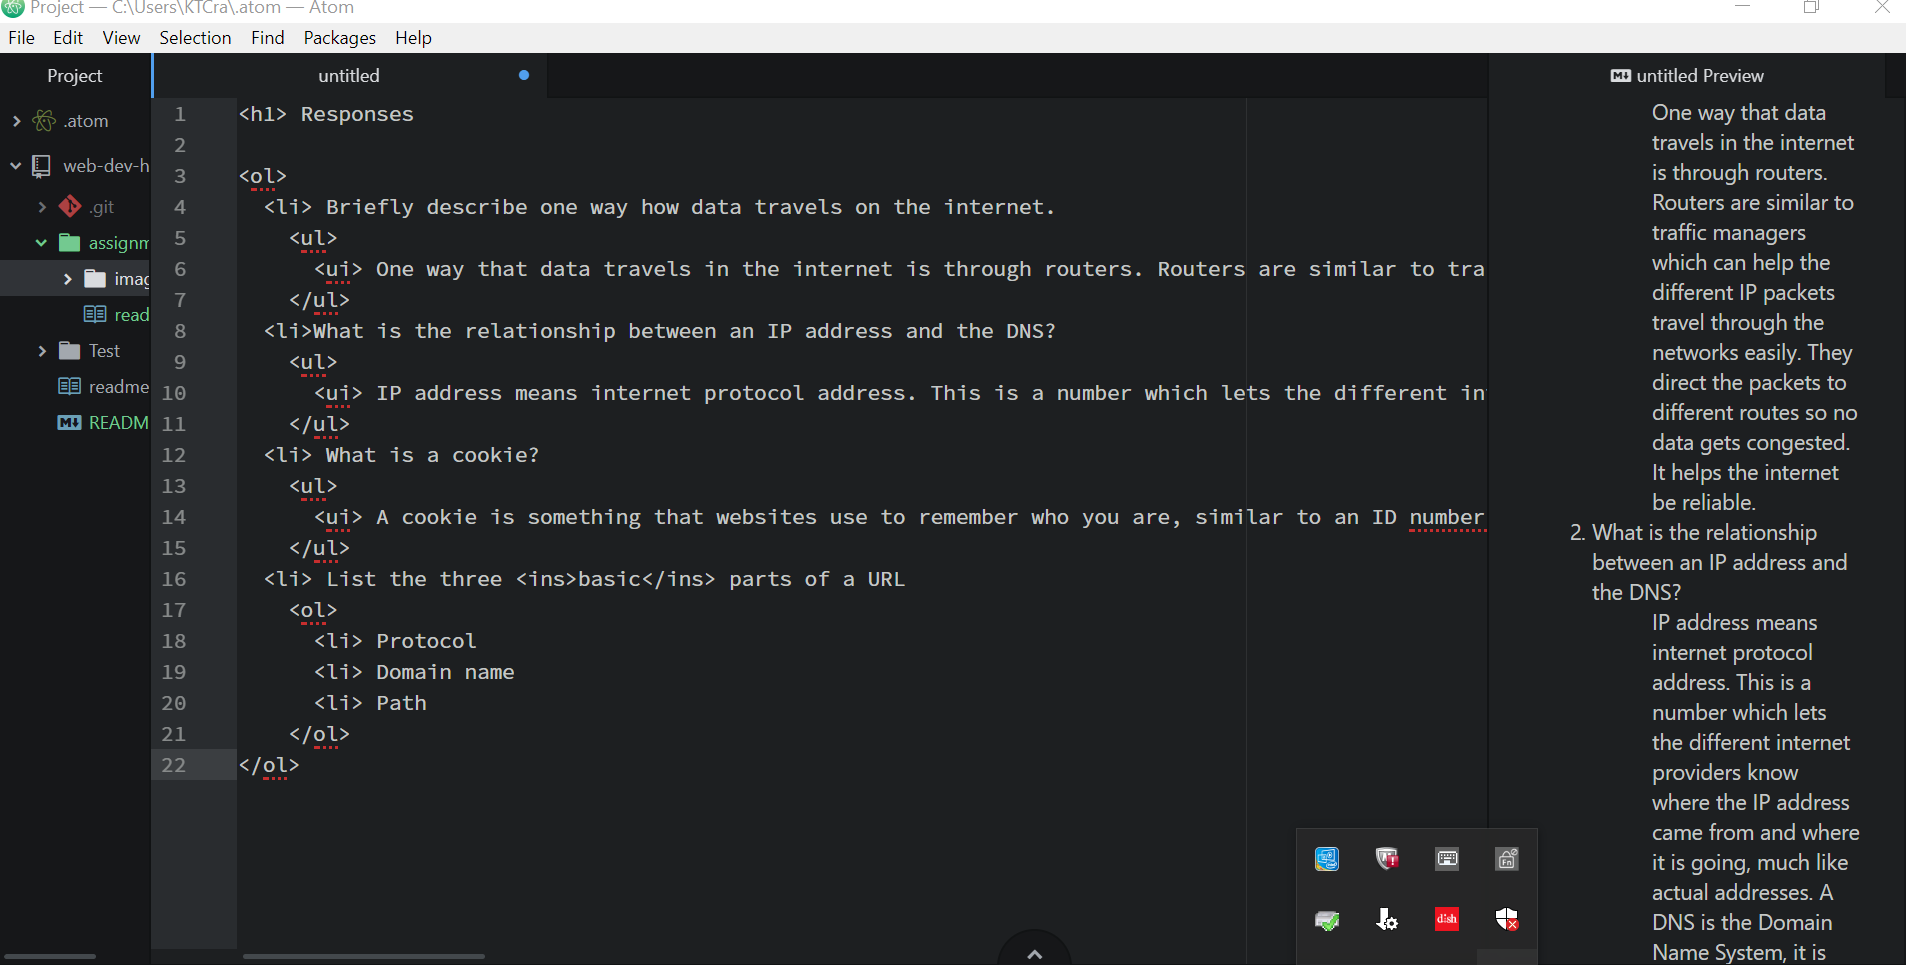 Project — C:\Users\KTCra\.atom — Atom
File Edit View Selection Find Packages Help
Project
.atom
web-dev-h
.git
assignm
imag
read
Test
readme
READM
untitled
1 <h1> Responses
2
3 <ol>
4 <li> Briefly describe one way how data travels on the internet.
5 <ul>
6 <ui> One way that data travels in the internet is through routers. Routers are similar to tra
7 </ul>
8 <li>What is the relationship between an IP address and the DNS?
9 <ul>
10 <ui> IP address means internet protocol address. This is a number which lets the different in
11 </ul>
12 <li> What is a cookie?
13 <ul>
14 <ui> A cookie is something that websites use to remember who you are, similar to an ID number
15 </ul>
16 <li> List the three <ins>basic</ins> parts of a URL
17 <ol>
18 <li> Protocol
19 <li> Domain name
20 <li> Path
21 </ol>
22 </ol>
untitled Preview
One way that data
travels in the internet
is through routers.
Routers are similar to
traffic managers
which can help the
different IP packets
travel through the
networks easily. They
direct the packets to
different routes so no
data gets congested.
It helps the internet
be reliable.
2. What is the relationship
between an IP address and
the DNS?
IP address means
internet protocol
address. This is a
number which lets
the different internet
providers know
where the IP address
came from and where
it is going, much like
actual addresses. A
DNS is the Domain
Name System, it is
Fn
dish